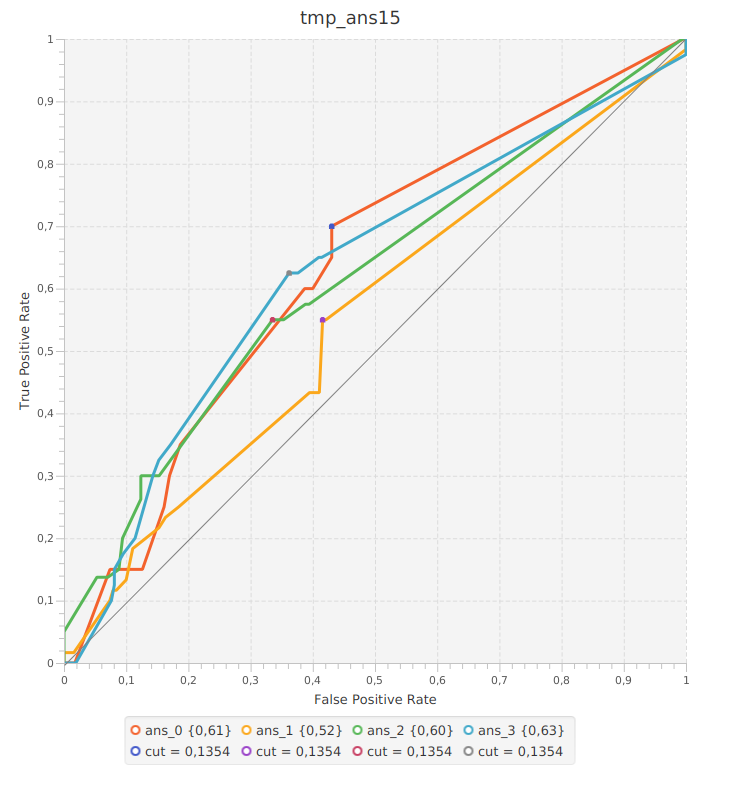 tmp_ans15
1
0,9
0,8
0,7
0,6
0,5
0,4
0,3
0,2
0,1
0
True Positive Rate
0 0,1 0,2 0,3 0,4 0,5 0,6 0,7 0,8 0,9 1
False Positive Rate
ans_0 {0,61} ans_1 {0,52} ans_2 {0,60} ans_3 {0,63}
cut = 0,1354 cut = 0,1354 cut = 0,1354 cut = 0,1354